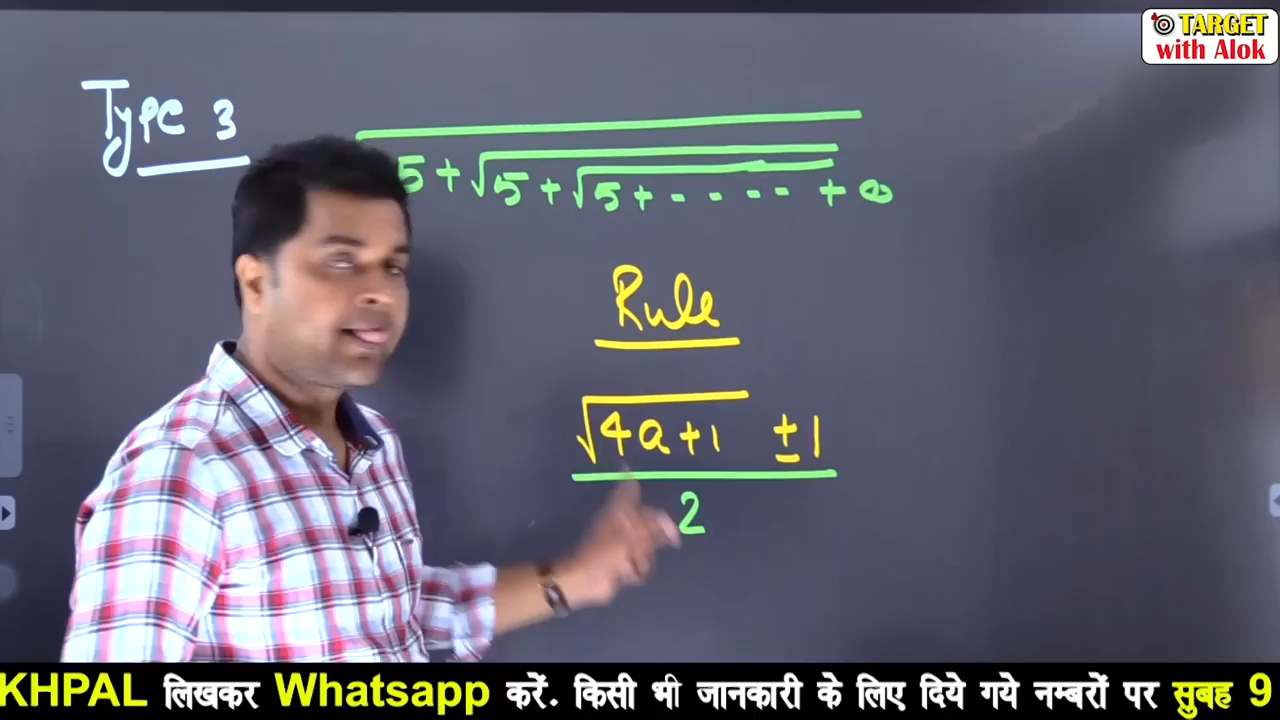 TARGET
with Alok
Type 3
5 + √5 + √5 + - - - - + ∞
Rule
√4a + 1 ± 1
2
KHPAL लिखकर Whatsapp करें. किसी भी जानकारी के लिए दिये गये नम्बरों पर सुबह 9